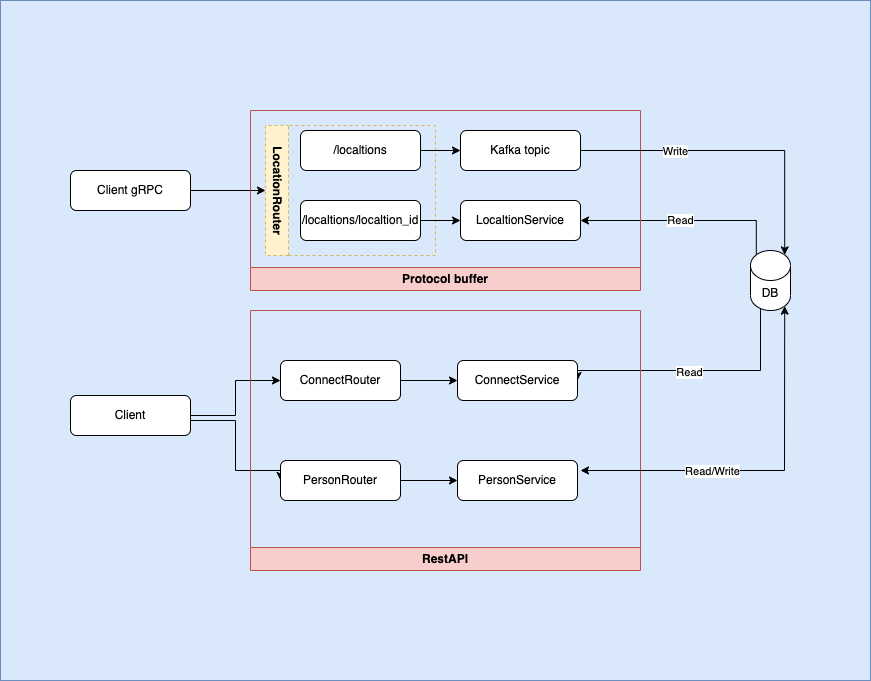 Client gRPC
LocationRouter
/localtions
Kafka topic
Write
/localtions/localtion_id
LocaltionService
Read
Protocol buffer
DB
Client
ConnectRouter
ConnectService
Read
PersonRouter
PersonService
Read/Write
RestAPI